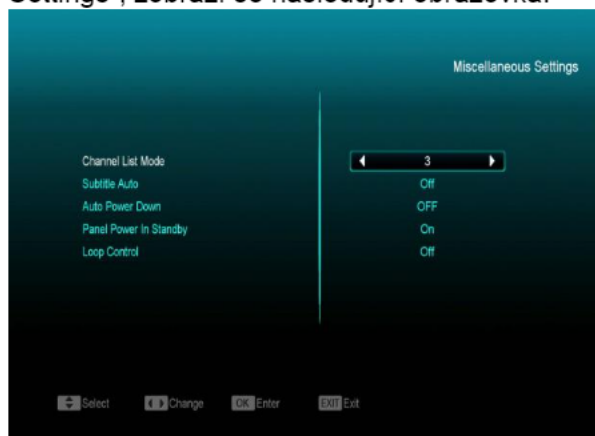 Settings", zobrazí se následující obrazovka:
Miscellaneous Settings
Channel List Mode 3
Subtitle Auto Off
Auto Power Down OFF
Panel Power In Standby On
Loop Control Off
Select Change OK Enter EXIT Exit